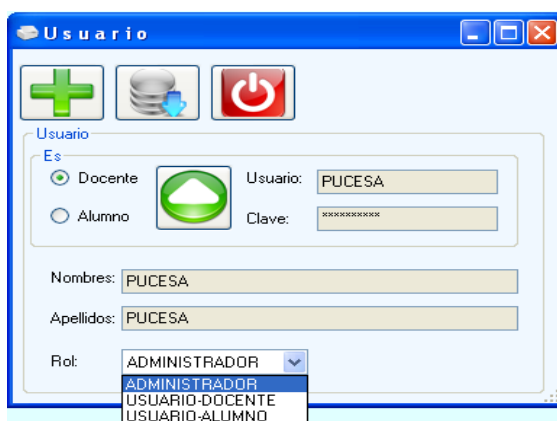 Usuario
Usuario
Es
Docente
Usuario: PUCESA
Alumno
Clave: **********
Nombres: PUCESA
Apellidos: PUCESA
Rol: ADMINISTRADOR
ADMINISTRADOR
USUARIO-DOCENTE
USUARIO-ALUMNO